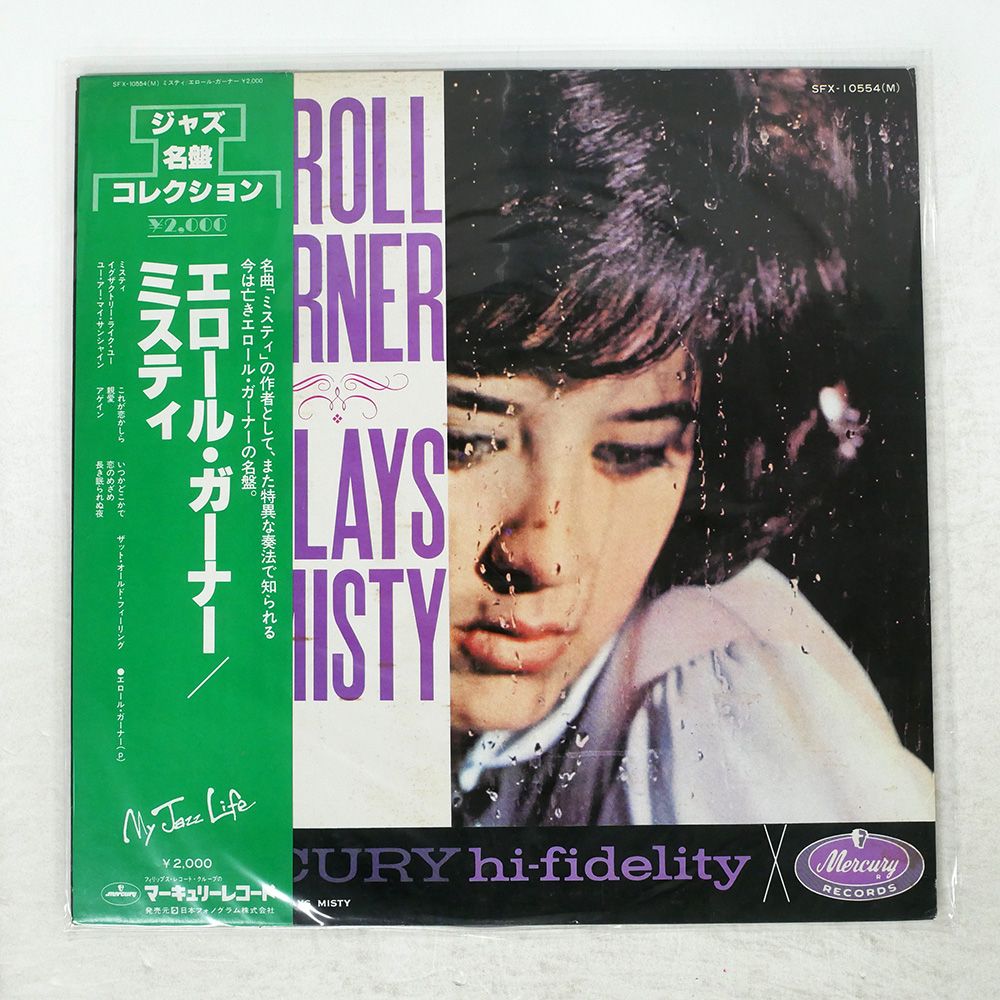 SFX-10554(M) ミスティ/エロール・ガーナー ¥2,000
ジャズ
名盤
コレクション
¥2,000
名曲「ミスティ」の作者として、また特異な奏法で知られる
今は亡きエロール・ガーナーの名盤。
エロール・ガーナー/
ミスティ
ミスティ
イグザクトリー・ライク・ユー
ユー・アー・マイ・サンシャイン
これが恋かしら
親愛
アゲイン
いつかどこかで
恋のめざめ
長き眠られぬ夜
ザット・オールド・フィーリング
●エロール・ガーナー(p)
My Jazz Life
¥2,000
フィリップス・レコード・グループの
Mercury マーキュリーレコード
発売元 日本フォノグラム株式会社
SFX-10554(M)
ROLL
RNER
LAYS
MISTY
CURY hi-fidelity
Mercury
R
RECORDS
AYS MISTY